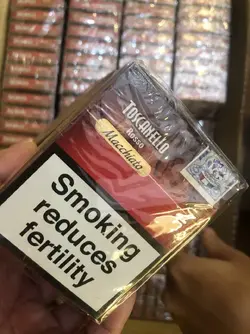 TOSCANELLO
ROSSO
Macchiato
Smoking
reduces
fertility